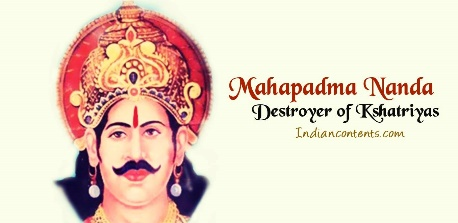 Mahapadma Nanda
Destroyer of Kshatriyas
Indiancontents.com